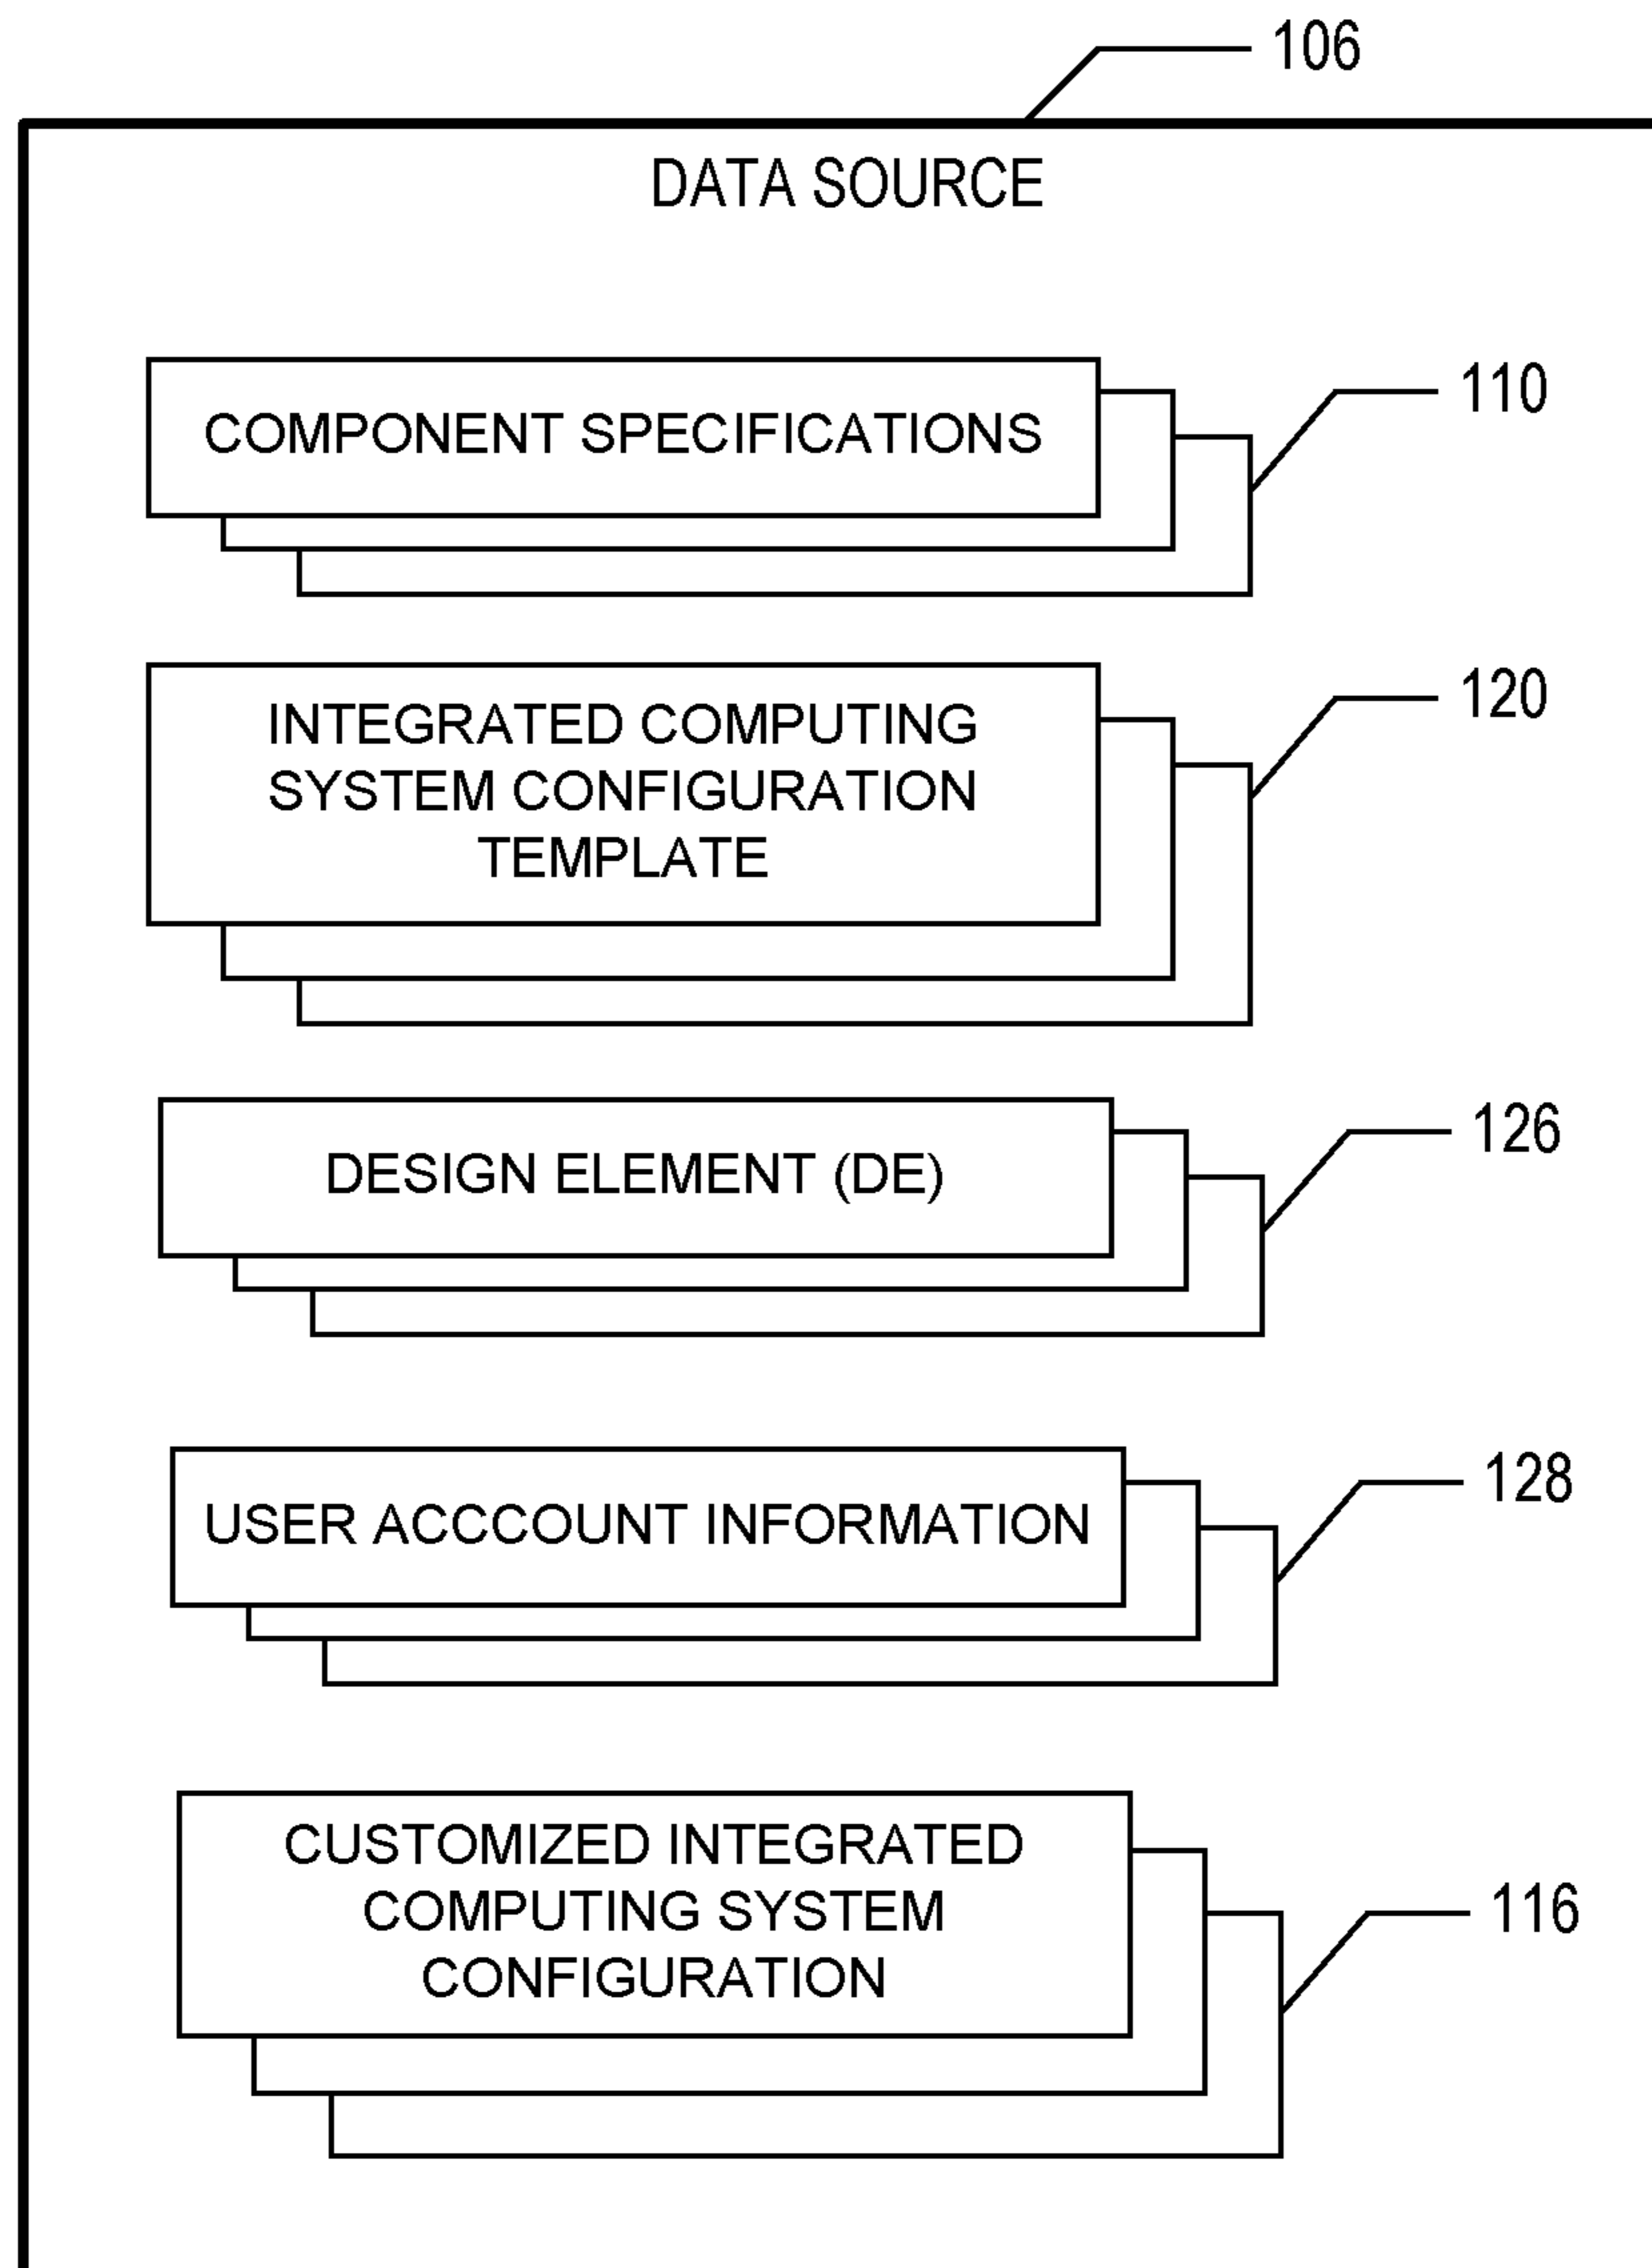 106
DATA SOURCE
COMPONENT SPECIFICATIONS
110
INTEGRATED COMPUTING
SYSTEM CONFIGURATION
TEMPLATE
120
DESIGN ELEMENT (DE)
126
USER ACCCOUNT INFORMATION
128
CUSTOMIZED INTEGRATED
COMPUTING SYSTEM
CONFIGURATION
116